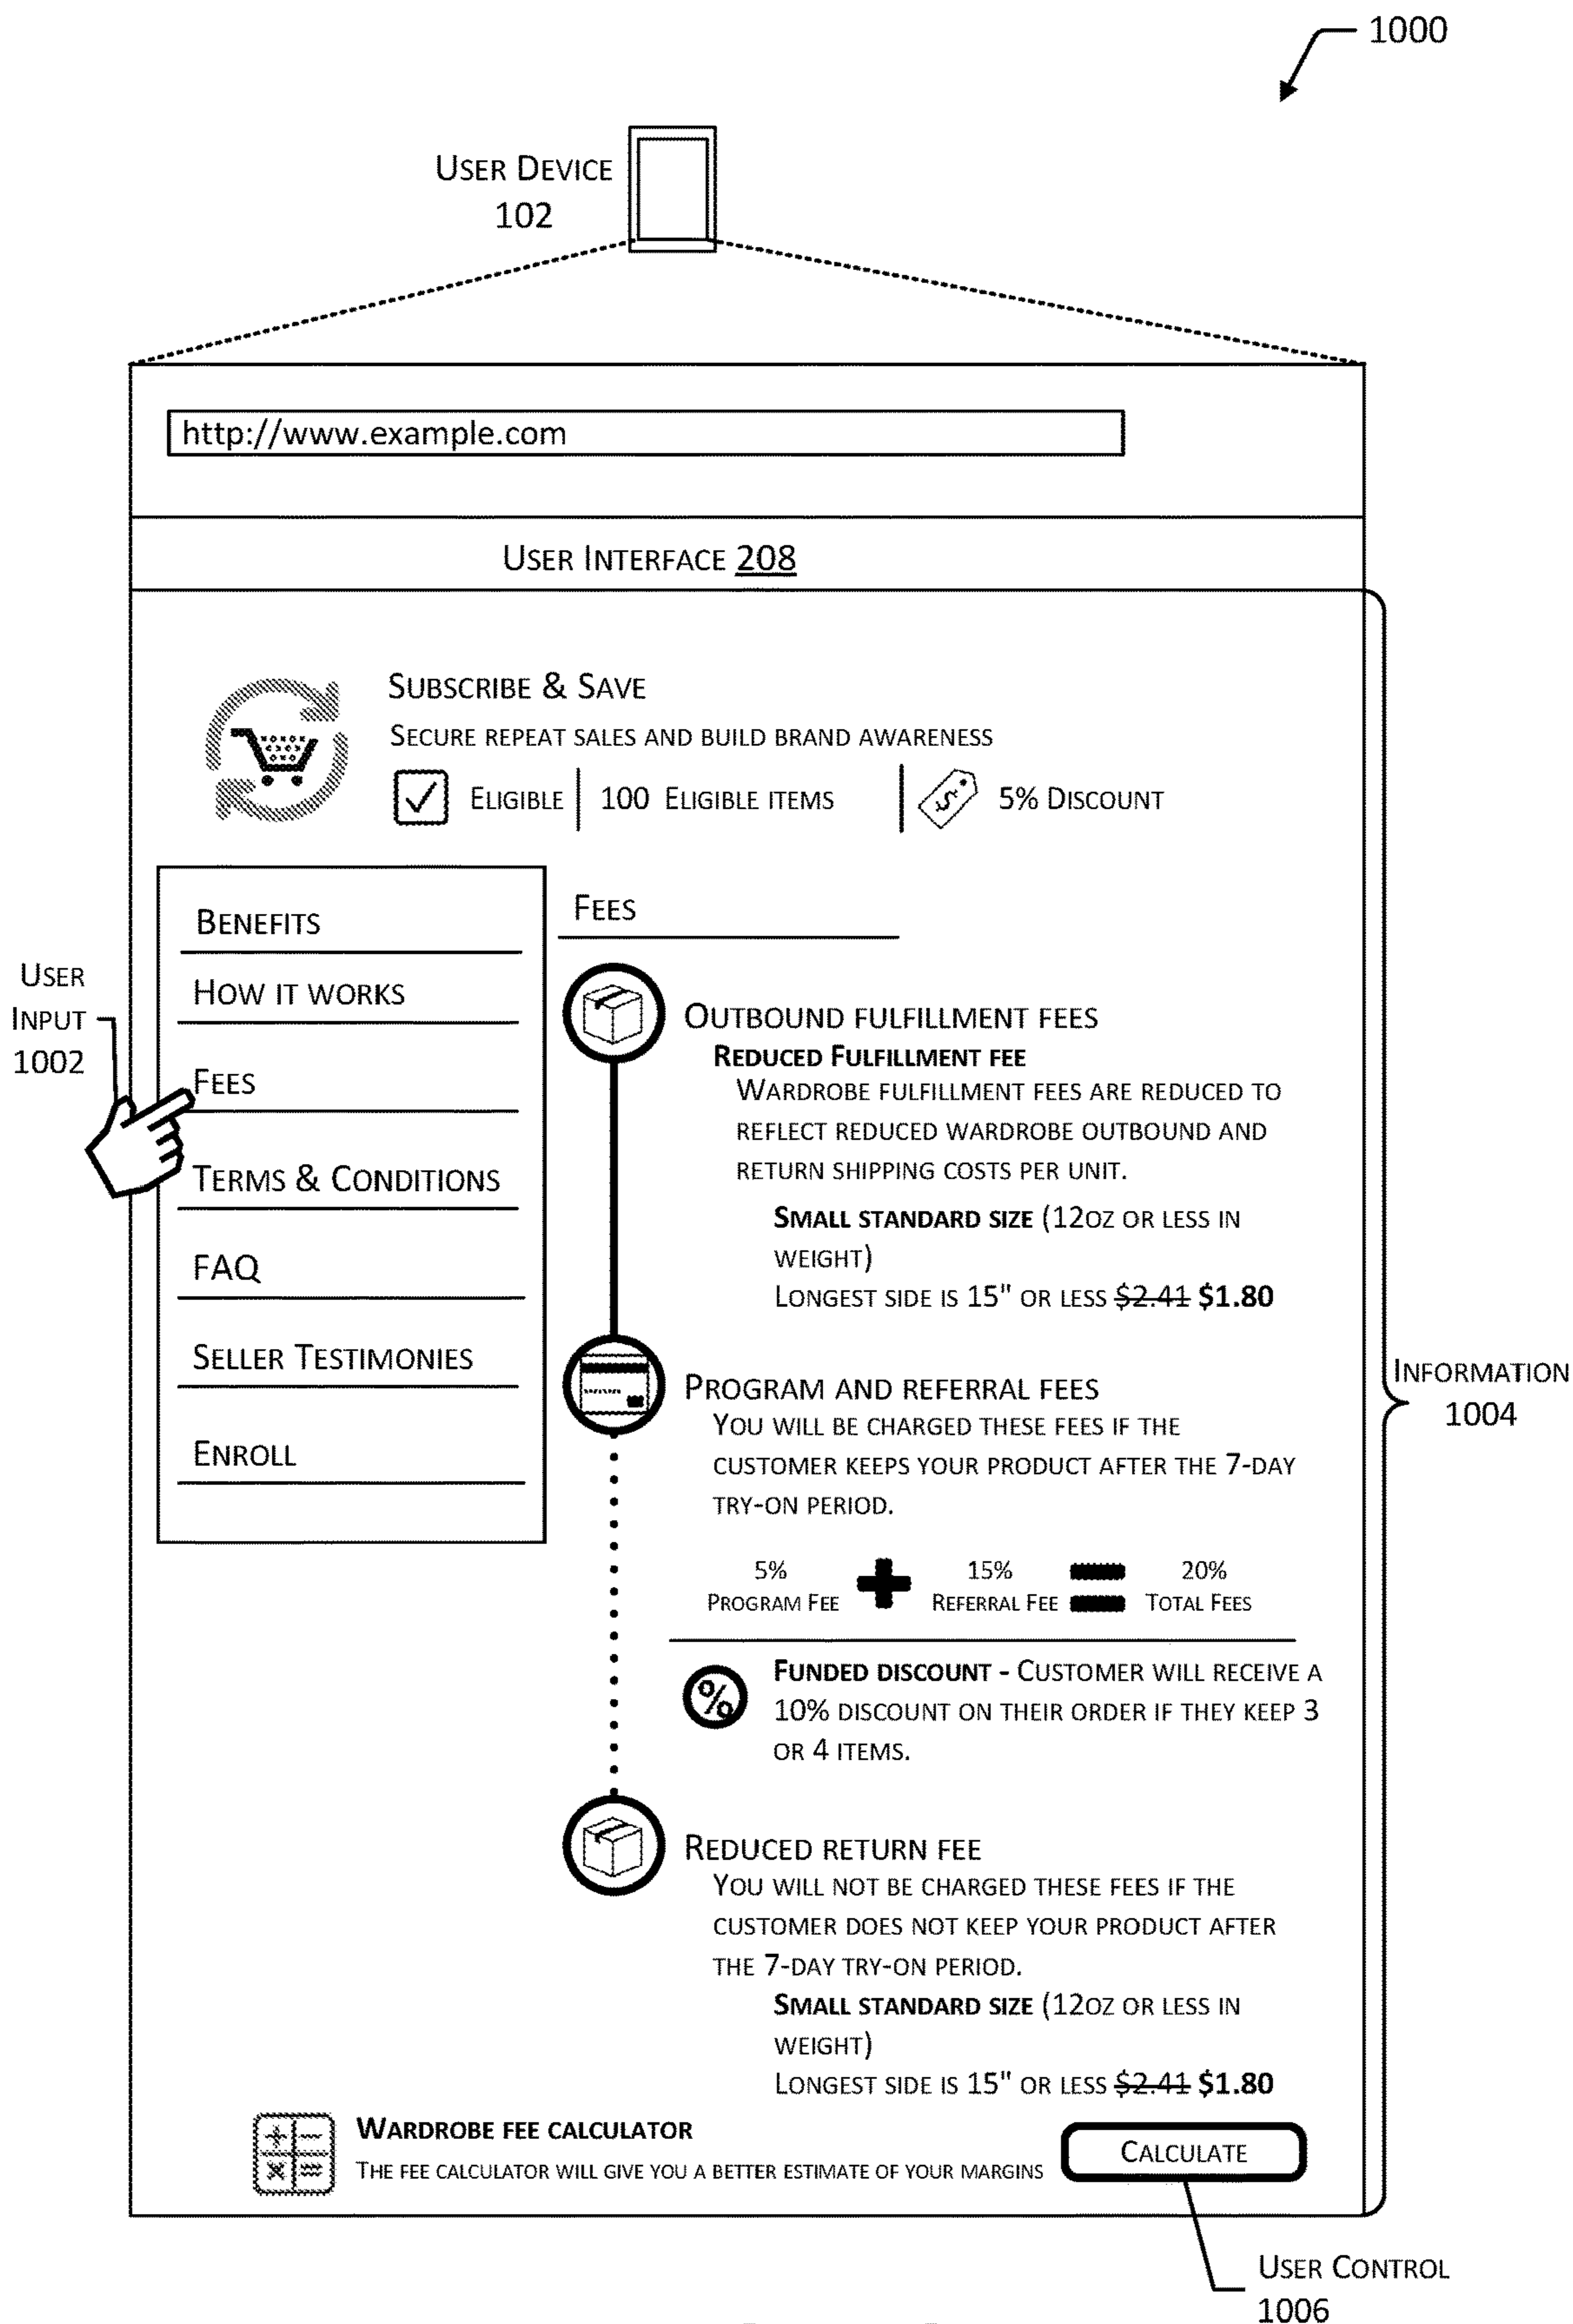 1000
User Device
102
http://www.example.com
User Interface 208
Subscribe & Save
Secure repeat sales and build brand awareness
Eligible
100 Eligible items
5% Discount
Benefits
How it works
Fees
Terms & Conditions
FAQ
Seller Testimonies
Enroll
User
Input
1002
Fees
Outbound fulfillment fees
Reduced Fulfillment fee
Wardrobe fulfillment fees are reduced to
reflect reduced wardrobe outbound and
return shipping costs per unit.
Small standard size (12oz or less in
weight)
Longest side is 15" or less $2.41 $1.80
Program and referral fees
You will be charged these fees if the
customer keeps your product after the 7-day
try-on period.
5% + 15% = 20%
Program Fee Referral Fee Total Fees
% Funded discount - Customer will receive a
10% discount on their order if they keep 3
or 4 items.
Reduced return fee
You will not be charged these fees if the
customer does not keep your product after
the 7-day try-on period.
Small standard size (12oz or less in
weight)
Longest side is 15" or less $2.41 $1.80
Wardrobe fee calculator
The fee calculator will give you a better estimate of your margins
Calculate
Information
1004
User Control
1006